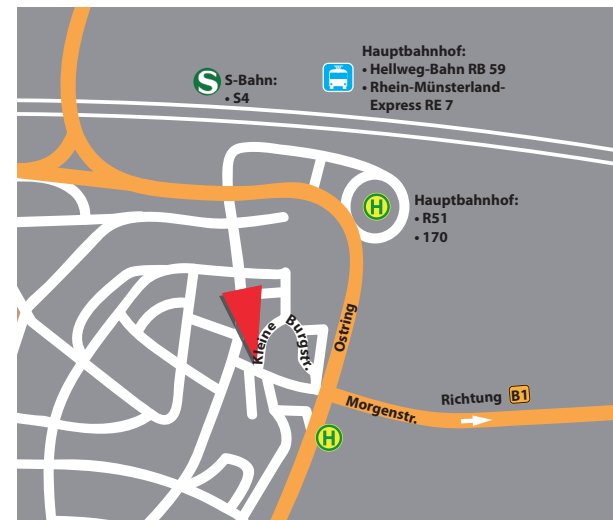 Hauptbahnhof:
• Hellweg-Bahn RB 59
• Rhein-Münsterland-
Express RE 7
S
S-Bahn:
• S4
H
Hauptbahnhof:
• R51
• 170
Ostring
Kleine
Burgstr.
Morgenstr.
Richtung B1
H